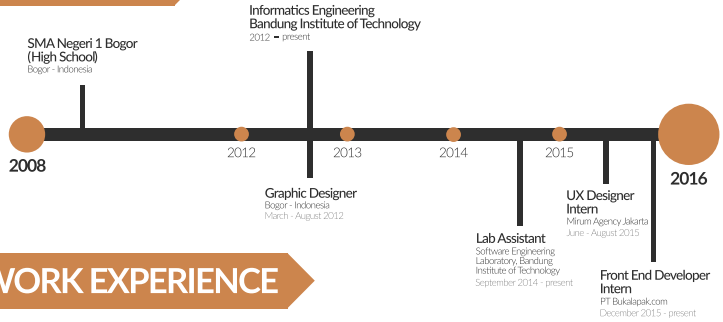 Informatics Engineering
Bandung Institute of Technology
2012 - present
SMA Negeri 1 Bogor
(High School)
Bogor - Indonesia
2008
2012
2013
2014
2015
2016
Graphic Designer
Bogor - Indonesia
March - August 2012
Lab Assistant
Software Engineering
Laboratory, Bandung
Institute of Technology
September 2014 - present
UX Designer
Intern
Mirum Agency Jakarta
June - August 2015
Front End Developer
Intern
PT Bukalapak.com
December 2015 - present
WORK EXPERIENCE